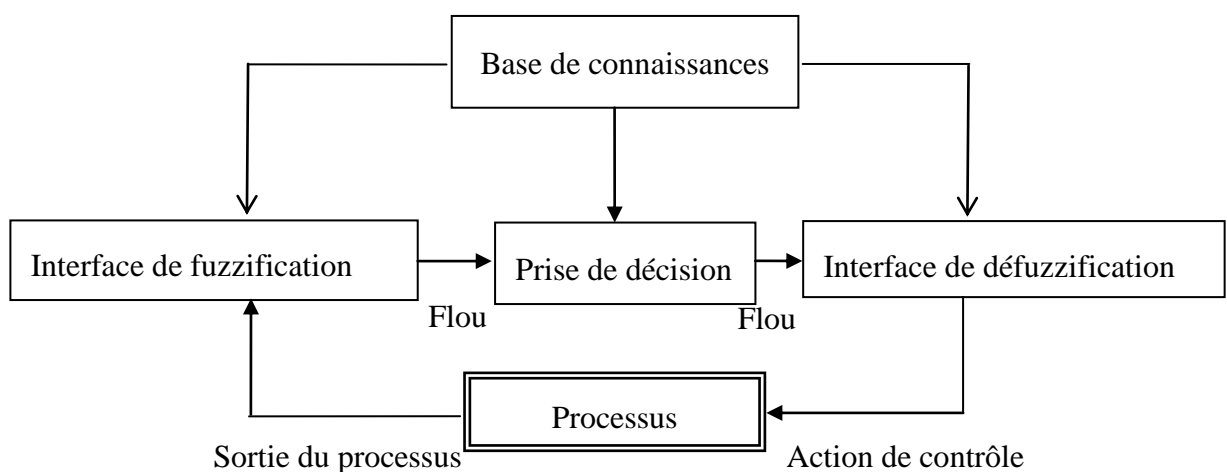 Base de connaissances
Interface de fuzzification
Prise de décision
Interface de défuzzification
Flou
Flou
Processus
Sortie du processus
Action de contrôle